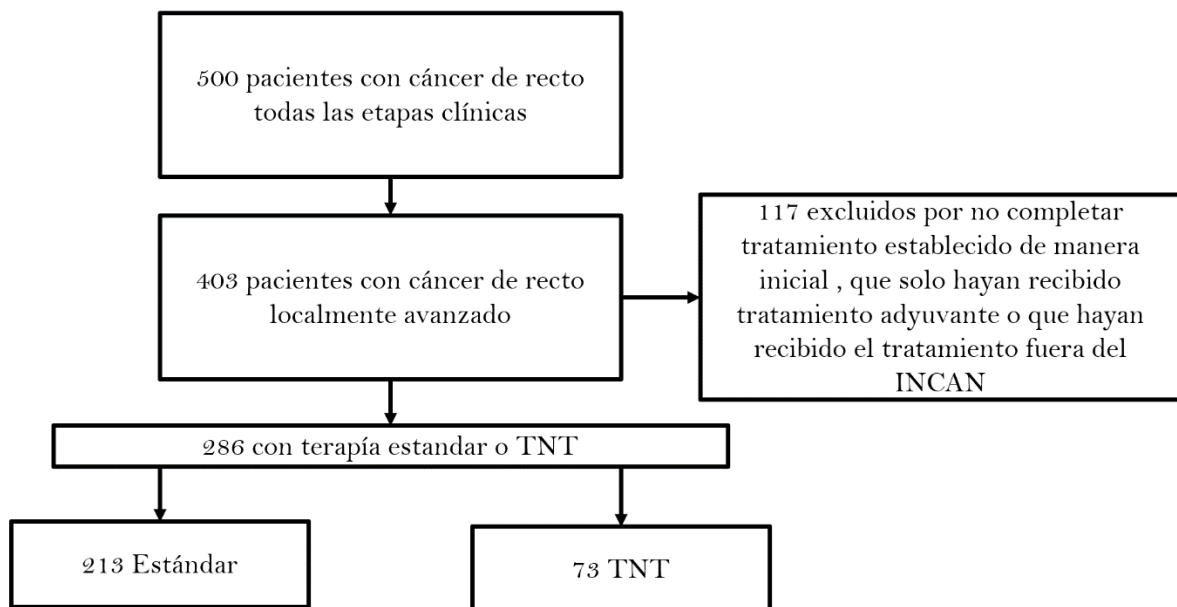 500 pacientes con cáncer de recto
todas las etapas clínicas
403 pacientes con cáncer de recto
localmente avanzado
117 excluidos por no completar
tratamiento establecido de manera
inicial , que solo hayan recibido
tratamiento adyuvante o que hayan
recibido el tratamiento fuera del
INCAN
286 con terapía estandar o TNT
213 Estándar
73 TNT